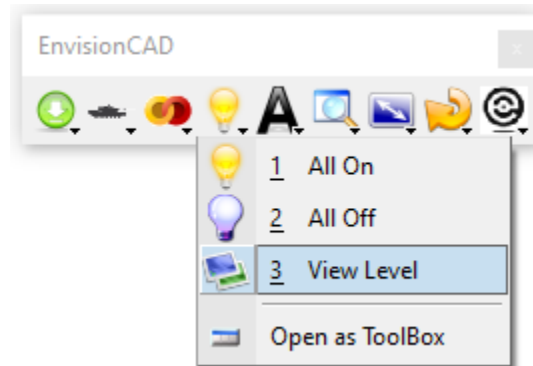 EnvisionCAD
1 All On
2 All Off
3 View Level
Open as ToolBox